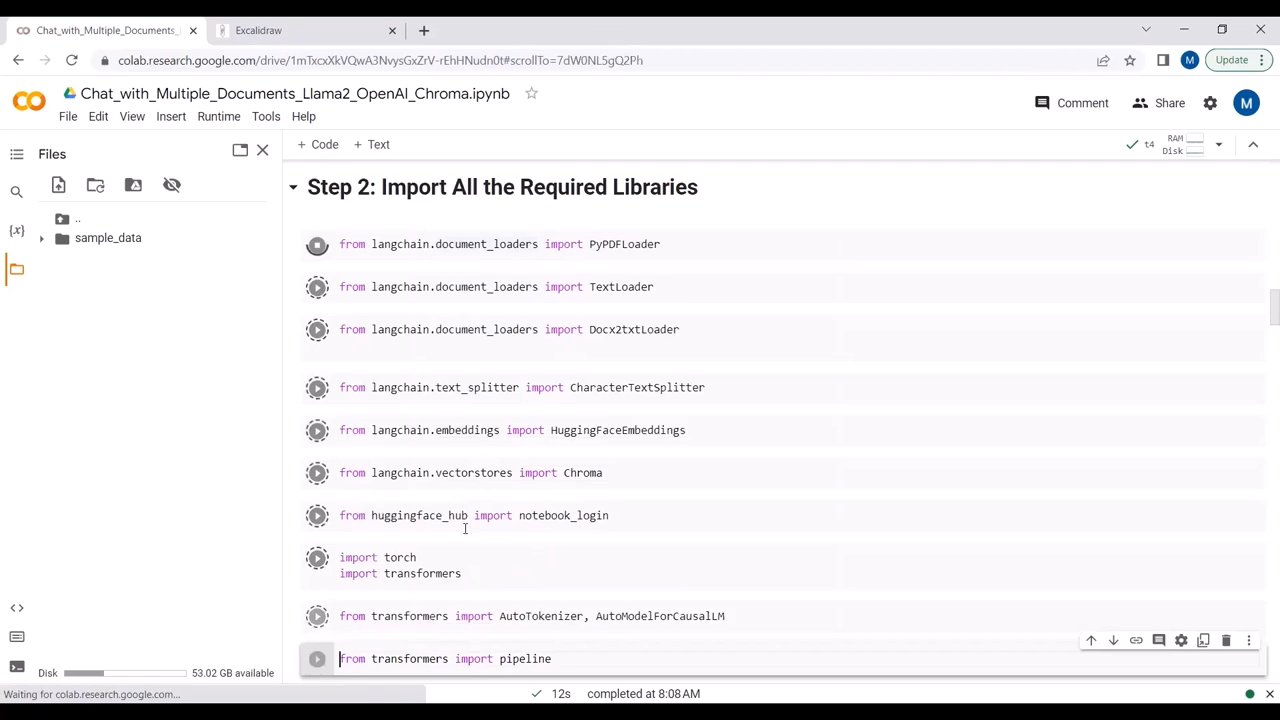 Chat_with_Multiple_Documents_
Excalidraw
colab.research.google.com/drive/1mTxcxXkVQwA3NvysGxZrV-rEhHNudn0t#scrollTo=7dW0NL5gQ2Ph
M
Update
Chat_with_Multiple_Documents_Llama2_OpenAI_Chroma.ipynb
Comment
Share
M
File Edit View Insert Runtime Tools Help
Files
+ Code + Text
t4
RAM
Disk
..
sample_data
{x}
Step 2: Import All the Required Libraries
from langchain.document_loaders import PyPDFLoader
from langchain.document_loaders import TextLoader
from langchain.document_loaders import Docx2txtLoader
from langchain.text_splitter import CharacterTextSplitter
from langchain.embeddings import HuggingFaceEmbeddings
from langchain.vectorstores import Chroma
from huggingface_hub import notebook_login
import torch
import transformers
from transformers import AutoTokenizer, AutoModelForCausalLM
from transformers import pipeline
Disk
53.02 GB available
Waiting for colab.research.google.com...
12s completed at 8:08AM